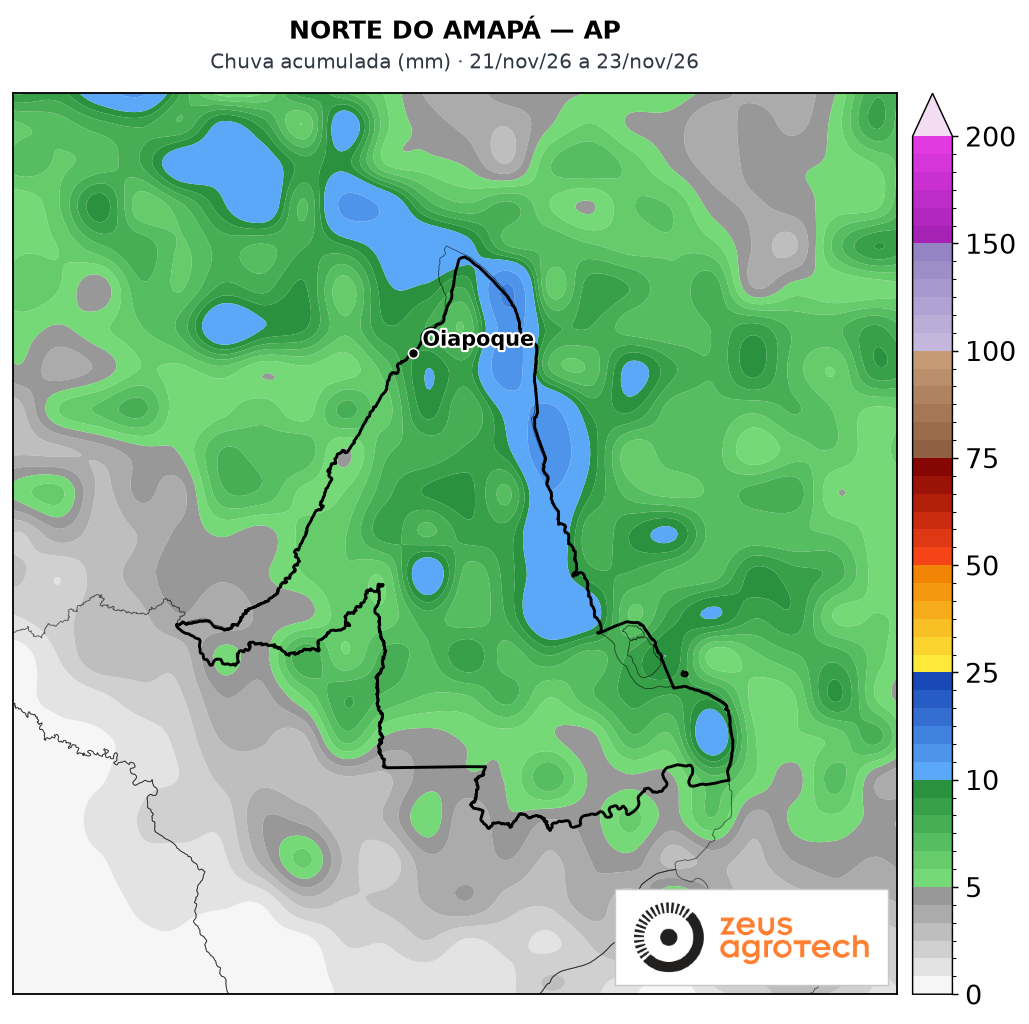 NORTE DO AMAPÁ — AP
Chuva acumulada (mm) · 21/nov/26 a 23/nov/26
Oiapoque
200
150
100
75
50
25
10
5
0
zeus
agrotech